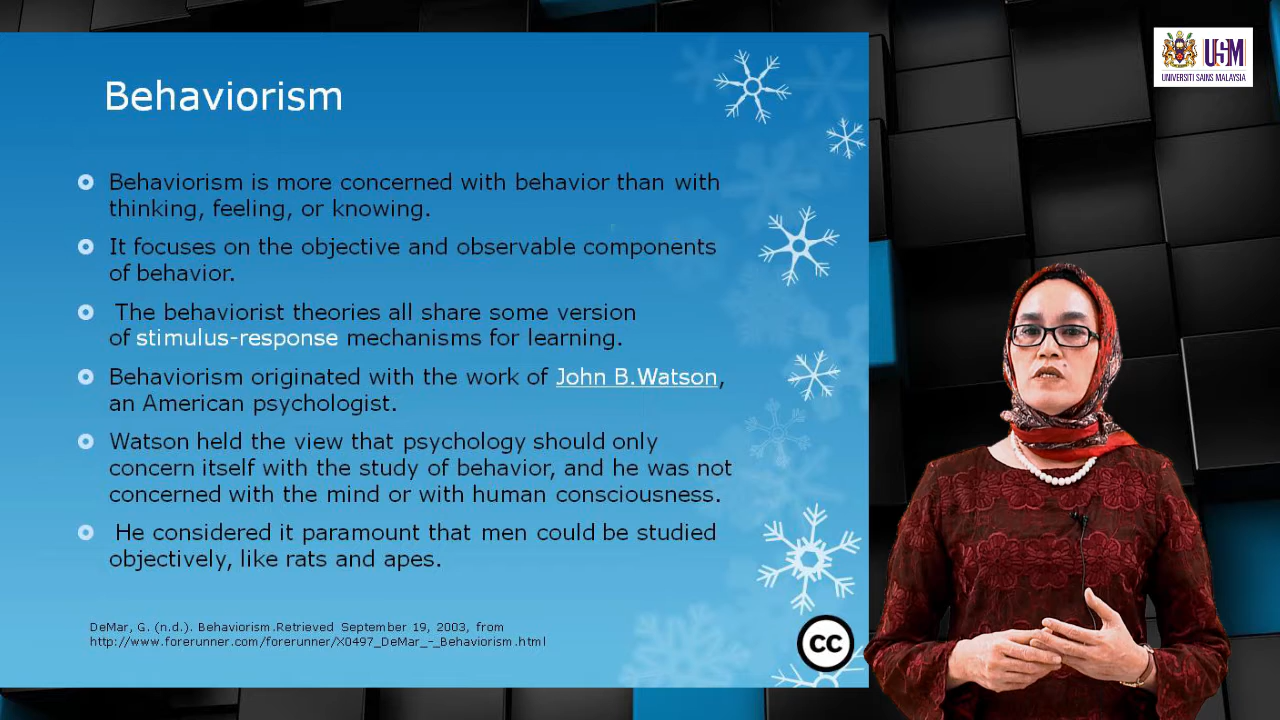 Behaviorism
Behaviorism is more concerned with behavior than with
thinking, feeling, or knowing.
It focuses on the objective and observable components
of behavior.
The behaviorist theories all share some version
of stimulus-response mechanisms for learning.
Behaviorism originated with the work of John B.Watson,
an American psychologist.
Watson held the view that psychology should only
concern itself with the study of behavior, and he was not
concerned with the mind or with human consciousness.
He considered it paramount that men could be studied
objectively, like rats and apes.
DeMar, G. (n.d.). Behaviorism.Retrieved September 19, 2003, from
http://www.forerunner.com/forerunner/X0497_DeMar_-_Behaviorism.html
cc
USM
UNIVERSITI SAINS MALAYSIA